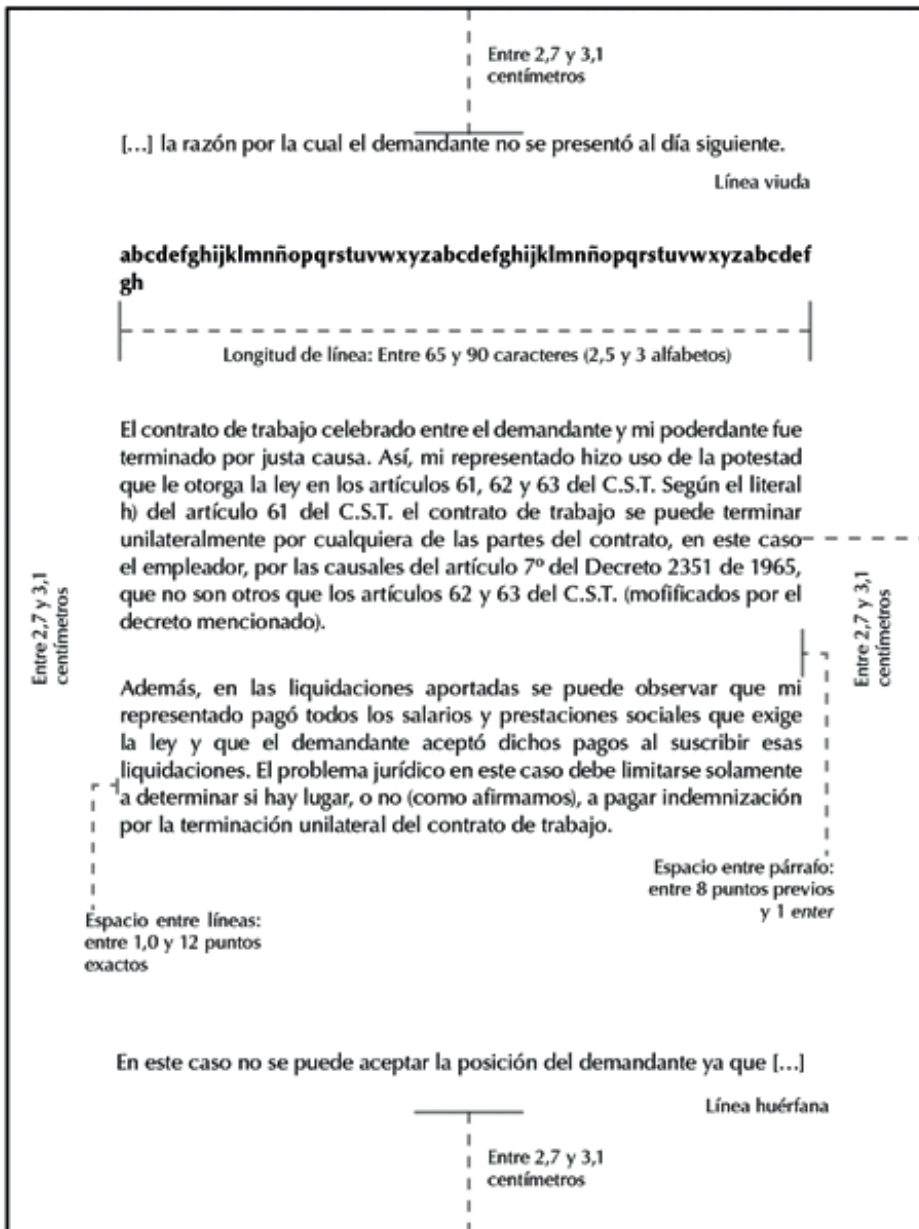 Entre 2,7 y 3,1
centímetros
[...] la razón por la cual el demandante no se presentó al día siguiente.
Línea viuda
abcdefghijklmnñopqrstuvwxyzabcdefghijklmnñopqrstuvwxyzabcdef
gh
Longitud de línea: Entre 65 y 90 caracteres (2,5 y 3 alfabetos)
El contrato de trabajo celebrado entre el demandante y mi poderdante fue
terminado por justa causa. Así, mi representado hizo uso de la potestad
que le otorga la ley en los artículos 61, 62 y 63 del C.S.T. Según el literal
h) del artículo 61 del C.S.T. el contrato de trabajo se puede terminar
unilateralmente por cualquiera de las partes del contrato, en este caso
el empleador, por las causales del artículo 7º del Decreto 2351 de 1965,
que no son otros que los artículos 62 y 63 del C.S.T. (mofificados por el
decreto mencionado).
Entre 2,7 y 3,1
centímetros
Entre 2,7 y 3,1
centímetros
Además, en las liquidaciones aportadas se puede observar que mi
representado pagó todos los salarios y prestaciones sociales que exige
la ley y que el demandante aceptó dichos pagos al suscribir esas
liquidaciones. El problema jurídico en este caso debe limitarse solamente
a determinar si hay lugar, o no (como afirmamos), a pagar indemnización
por la terminación unilateral del contrato de trabajo.
Espacio entre párrafo:
entre 8 puntos previos
y 1 enter
Espacio entre líneas:
entre 1,0 y 12 puntos
exactos
En este caso no se puede aceptar la posición del demandante ya que [...]
Línea huérfana
Entre 2,7 y 3,1
centímetros